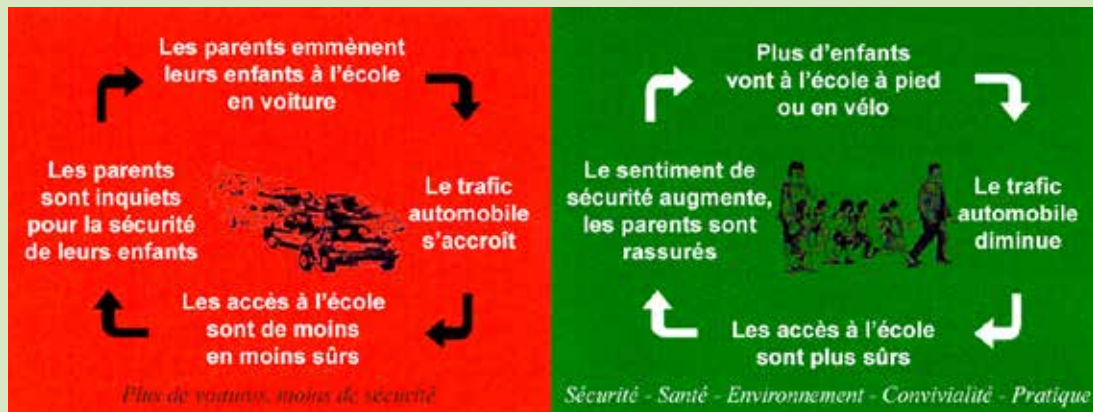 Les parents emmènent
leurs enfants à l'école
en voiture
Le trafic
automobile
s'accroît
Les accès à l'école
sont de moins
en moins sûrs
Les parents
sont inquiets
pour la sécurité
de leurs enfants
Plus de voitures, moins de sécurité
Plus d'enfants
vont à l'école à pied
ou en vélo
Le trafic
automobile
diminue
Les accès à l'école
sont plus sûrs
Le sentiment de
sécurité augmente,
les parents sont
rassurés
Sécurité - Santé - Environnement - Convivialité - Pratique